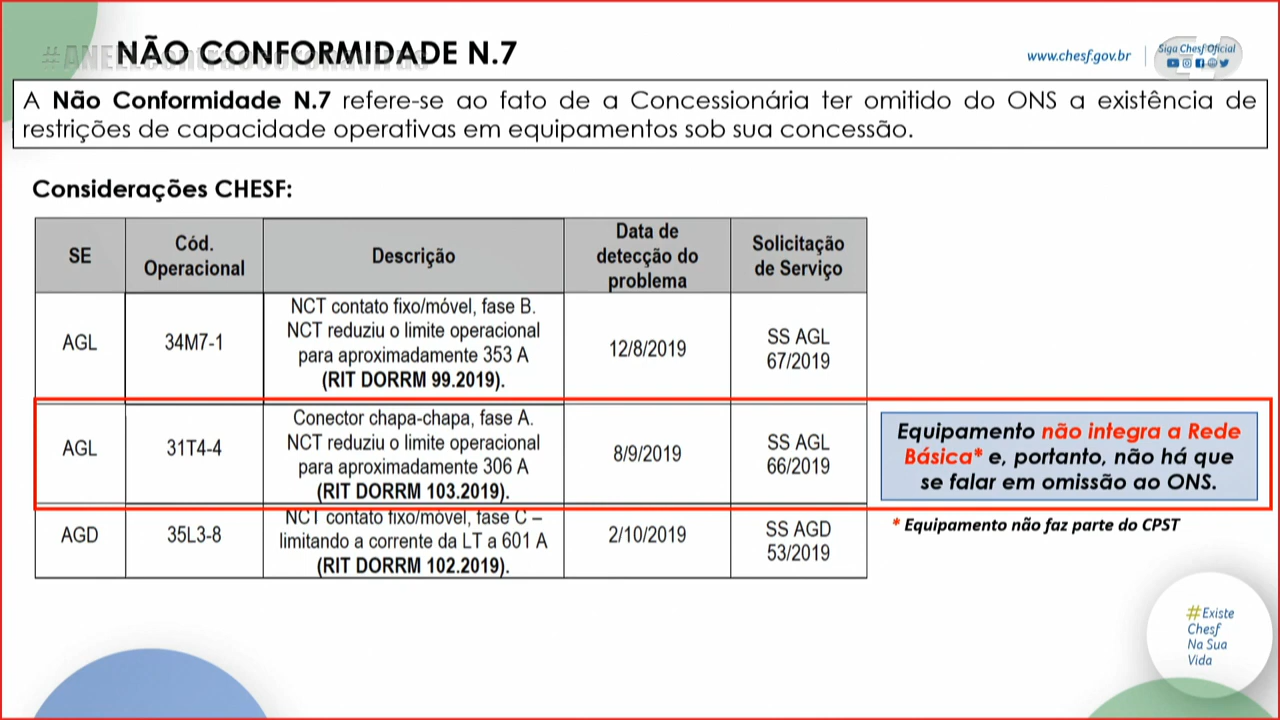 #ANEELcontraocoronavírus
NÃO CONFORMIDADE N.7
www.chesf.gov.br
Siga Chesf Oficial
A Não Conformidade N.7 refere-se ao fato de a Concessionária ter omitido do ONS a existência de
restrições de capacidade operativas em equipamentos sob sua concessão.
Considerações CHESF:
SE
Cód.
Operacional
Descrição
Data de
detecção do
problema
Solicitação
de Serviço
AGL
34M7-1
NCT contato fixo/móvel, fase B.
NCT reduziu o limite operacional
para aproximadamente 353 A
(RIT DORRM 99.2019).
12/8/2019
SS AGL
67/2019
AGL
31T4-4
Conector chapa-chapa, fase A.
NCT reduziu o limite operacional
para aproximadamente 306 A
(RIT DORRM 103.2019).
8/9/2019
SS AGL
66/2019
Equipamento não integra a Rede
Básica* e, portanto, não há que
se falar em omissão ao ONS.
AGD
35L3-8
NCT contato fixo/móvel, fase C –
limitando a corrente da LT a 601 A
(RIT DORRM 102.2019).
2/10/2019
SS AGD
53/2019
* Equipamento não faz parte do CPST
#Existe
Chesf
Na Sua
Vida